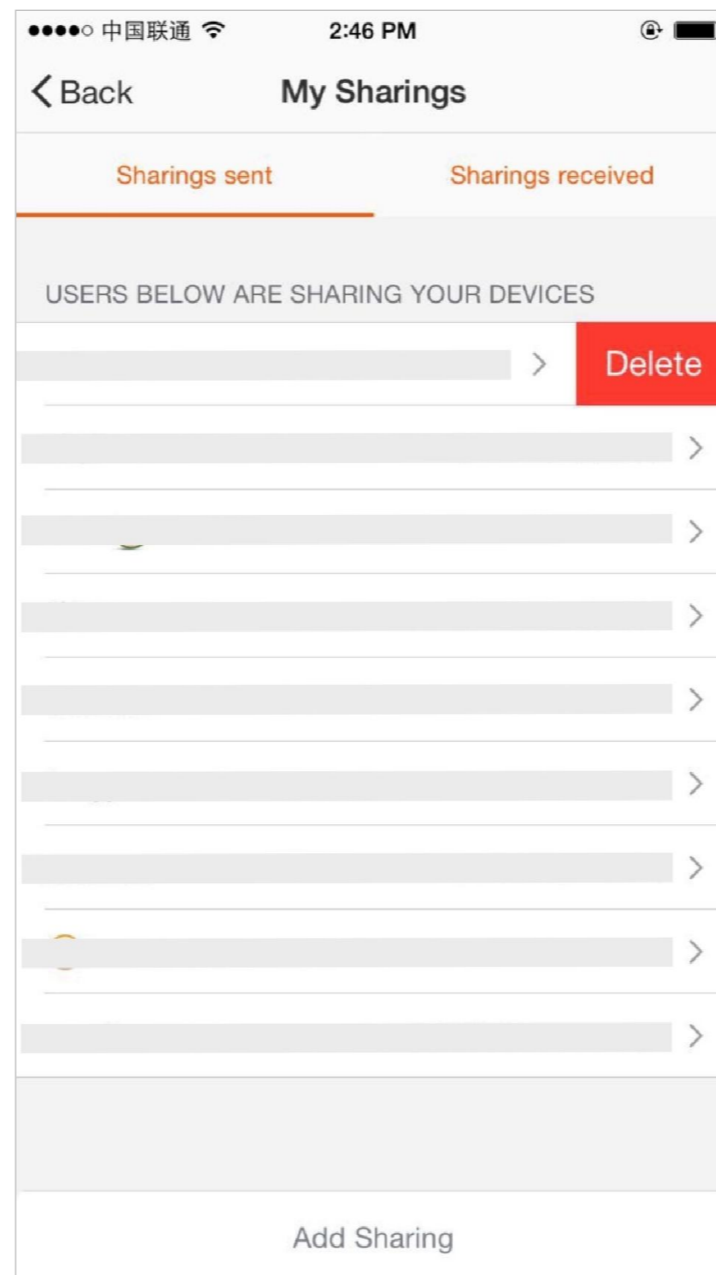 中国联通 2:46 PM
Back My Sharings
Sharings sent Sharings received
USERS BELOW ARE SHARING YOUR DEVICES
Delete
Add Sharing